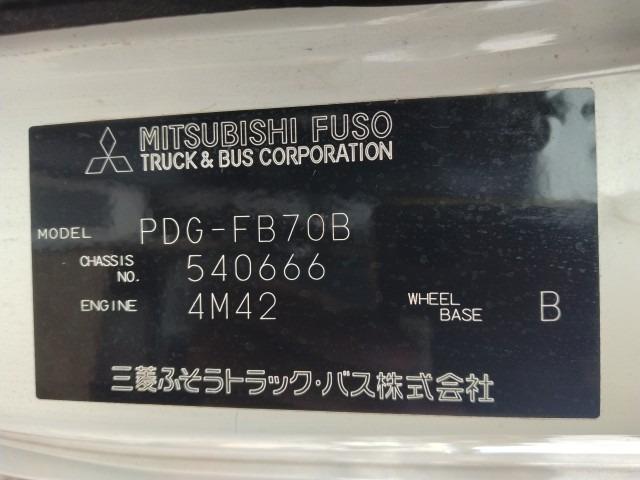 MITSUBISHI FUSO
TRUCK & BUS CORPORATION
MODEL PDG-FB70B
CHASSIS NO. 540666
ENGINE 4M42 WHEEL BASE B
三菱ふそうトラック・バス株式会社